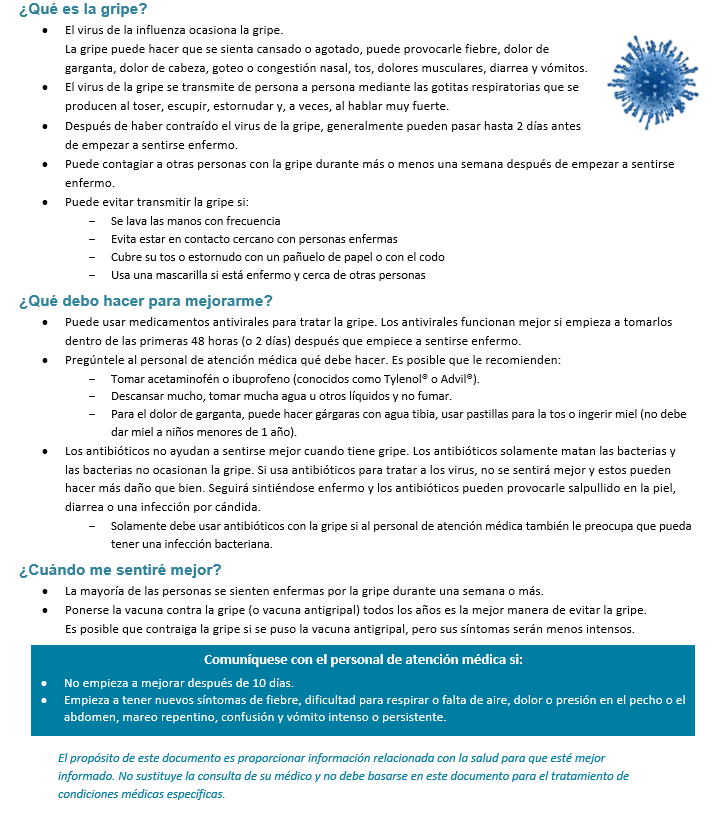 ¿Qué es la gripe?
• El virus de la influenza ocasiona la gripe.
La gripe puede hacer que se sienta cansado o agotado, puede provocarle fiebre, dolor de
garganta, dolor de cabeza, goteo o congestión nasal, tos, dolores musculares, diarrea y vómitos.
• El virus de la gripe se transmite de persona a persona mediante las gotitas respiratorias que se
producen al toser, escupir, estornudar y, a veces, al hablar muy fuerte.
• Después de haber contraído el virus de la gripe, generalmente pueden pasar hasta 2 días antes
de empezar a sentirse enfermo.
• Puede contagiar a otras personas con la gripe durante más o menos una semana después de empezar a sentirse
enfermo.
• Puede evitar transmitir la gripe si:
– Se lava las manos con frecuencia
– Evita estar en contacto cercano con personas enfermas
– Cubre su tos o estornudo con un pañuelo de papel o con el codo
– Usa una mascarilla si está enfermo y cerca de otras personas
¿Qué debo hacer para mejorarme?
• Puede usar medicamentos antivirales para tratar la gripe. Los antivirales funcionan mejor si empieza a tomarlos
dentro de las primeras 48 horas (o 2 días) después que empiece a sentirse enfermo.
• Pregúntele al personal de atención médica qué debe hacer. Es posible que le recomienden:
– Tomar acetaminofén o ibuprofeno (conocidos como Tylenol® o Advil®).
– Descansar mucho, tomar mucha agua u otros líquidos y no fumar.
– Para el dolor de garganta, puede hacer gárgaras con agua tibia, usar pastillas para la tos o ingerir miel (no debe
dar miel a niños menores de 1 año).
• Los antibióticos no ayudan a sentirse mejor cuando tiene gripe. Los antibióticos solamente matan las bacterias y
las bacterias no ocasionan la gripe. Si usa antibióticos para tratar a los virus, no se sentirá mejor y estos pueden
hacer más daño que bien. Seguirá sintiéndose enfermo y los antibióticos pueden provocarle salpullido en la piel,
diarrea o una infección por cándida.
– Solamente debe usar antibióticos con la gripe si al personal de atención médica también le preocupa que pueda
tener una infección bacteriana.
¿Cuándo me sentiré mejor?
• La mayoría de las personas se sienten enfermas por la gripe durante una semana o más.
• Ponerse la vacuna contra la gripe (o vacuna antigripal) todos los años es la mejor manera de evitar la gripe.
Es posible que contraiga la gripe si se puso la vacuna antigripal, pero sus síntomas serán menos intensos.
Comuníquese con el personal de atención médica si:
• No empieza a mejorar después de 10 días.
• Empieza a tener nuevos síntomas de fiebre, dificultad para respirar o falta de aire, dolor o presión en el pecho o el
abdomen, mareo repentino, confusión y vómito intenso o persistente.
El propósito de este documento es proporcionar información relacionada con la salud para que esté mejor
informado. No sustituye la consulta de su médico y no debe basarse en este documento para el tratamiento de
condiciones médicas específicas.